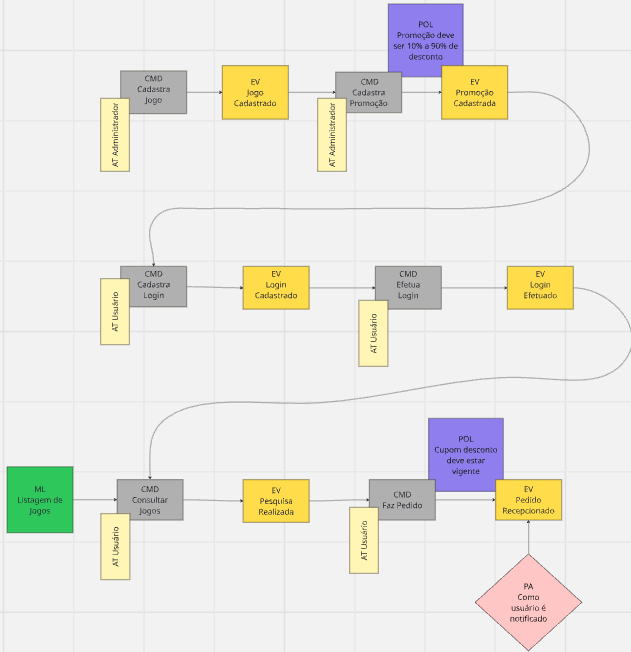 POL
Promoção deve
ser 10% a 90% de
desconto
CMD
Cadastra
Jogo
AT Administrador
EV
Jogo
Cadastrado
CMD
Cadastra
Promoção
AT Administrador
EV
Promoção
Cadastrada
CMD
Cadastra
Login
AT Usuário
EV
Login
Cadastrado
CMD
Efetua
Login
AT Usuário
EV
Login
Efetuado
ML
Listagem de
Jogos
CMD
Consultar
Jogos
AT Usuário
EV
Pesquisa
Realizada
CMD
Faz Pedido
AT Usuário
POL
Cupom desconto
deve estar
vigente
EV
Pedido
Recepcionado
PA
Como
usuário é
notificado